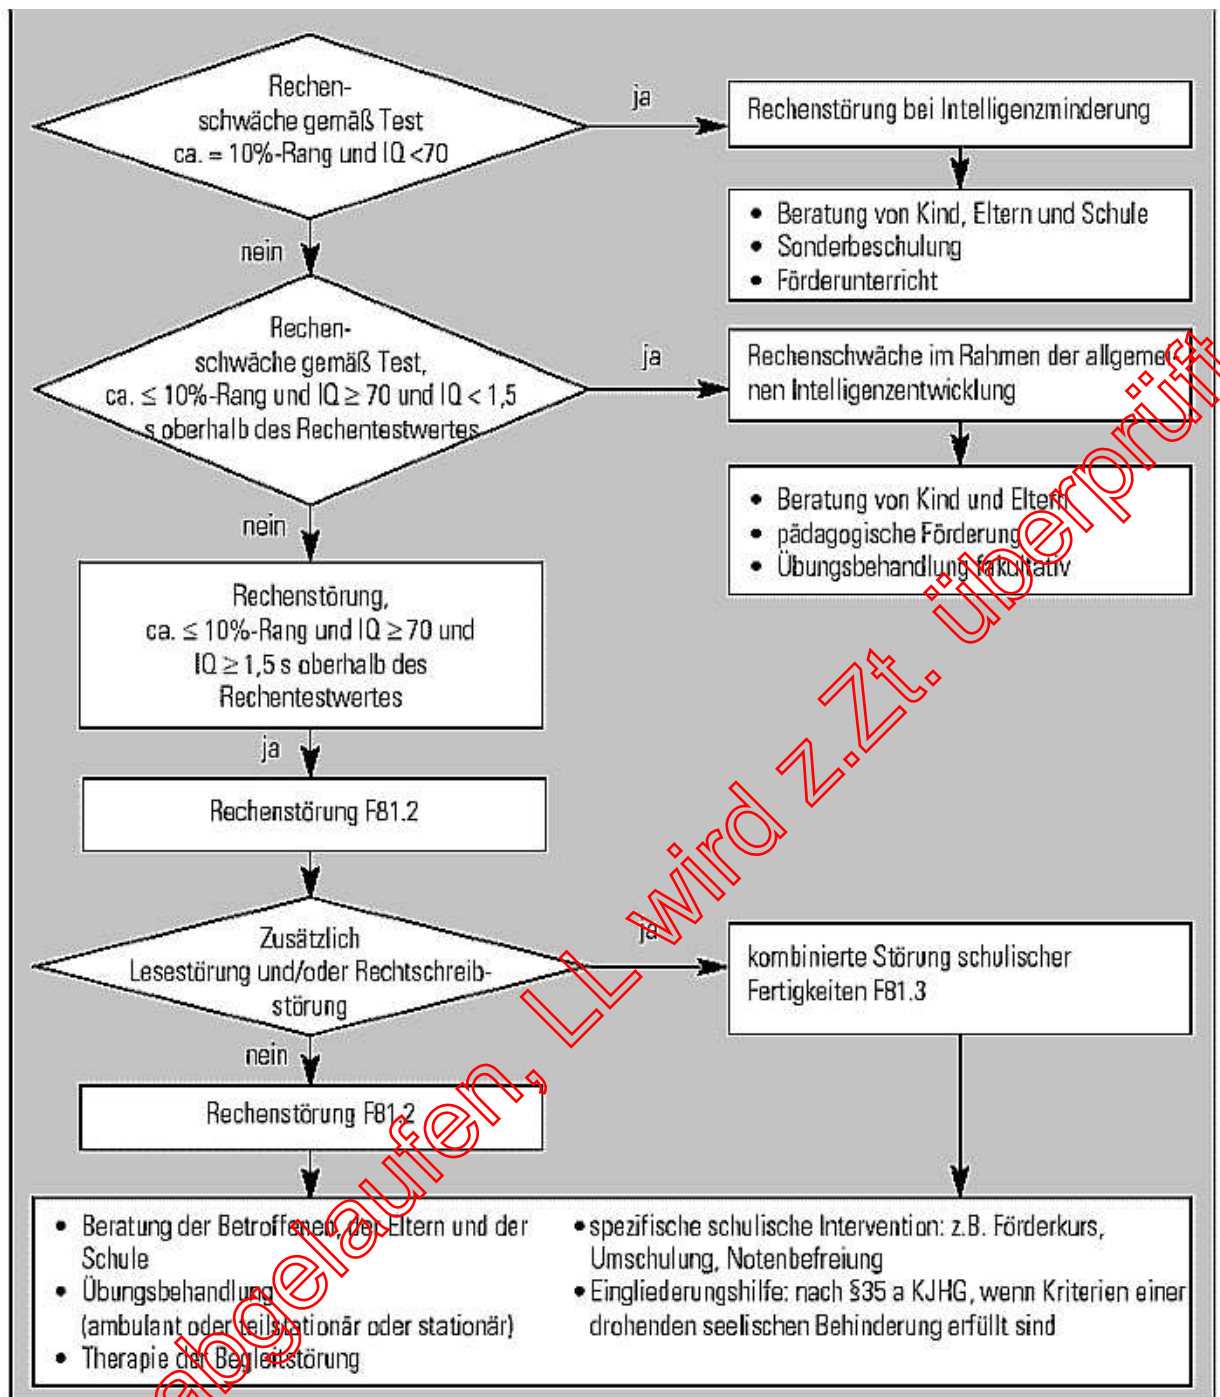 Rechen-
schwäche gemäß Test
ca. = 10%-Rang und IQ <70
ja
Rechenstörung bei Intelligenzminderung
• Beratung von Kind, Eltern und Schule
• Sonderbeschulung
• Förderunterricht
nein
Rechen-
schwäche gemäß Test,
ca. ≤ 10%-Rang und IQ ≥ 70 und IQ < 1,5
s oberhalb des Rechentestwertes
ja
Rechenschwäche im Rahmen der allgemei-
nen Intelligenzentwicklung
• Beratung von Kind und Eltern
• pädagogische Förderung
• Übungsbehandlung fakultativ
nein
Rechenstörung,
ca. ≤ 10%-Rang und IQ ≥ 70 und
IQ ≥ 1,5 s oberhalb des
Rechentestwertes
ja
Rechenstörung F81.2
Zusätzlich
Lesestörung und/oder Rechtschreib-
störung
ja
kombinierte Störung schulischer
Fertigkeiten F81.3
nein
Rechenstörung F81.2
• Beratung der Betroffenen, der Eltern und der
Schule
• Übungsbehandlung
(ambulant oder teilstationär oder stationär)
• Therapie der Begleitstörung
• spezifische schulische Intervention: z.B. Förderkurs,
Umschulung, Notenbefreiung
• Eingliederungshilfe: nach §35 a KJHG, wenn Kriterien einer
drohenden seelischen Behinderung erfüllt sind
abgelaufen, LL wird z.Zt. überprüft